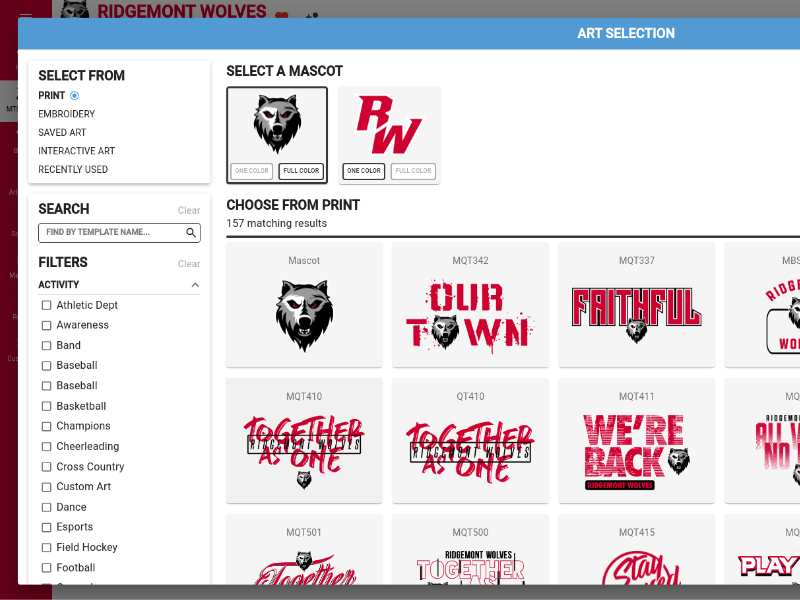 RIDGEMONT WOLVES
ART SELECTION
SELECT FROM
PRINT
EMBROIDERY
SAVED ART
INTERACTIVE ART
RECENTLY USED
SEARCH
Clear
FIND BY TEMPLATE NAME...
FILTERS
Clear
ACTIVITY
Athletic Dept
Awareness
Band
Baseball
Baseball
Basketball
Champions
Cheerleading
Cross Country
Custom Art
Dance
Esports
Field Hockey
Football
SELECT A MASCOT
RW
ONE COLOR
FULL COLOR
ONE COLOR
FULL COLOR
CHOOSE FROM PRINT
157 matching results
Mascot
MQT342
OUR
TOWN
MQT337
FAITHFUL
MBS
RIDGE
WO
MQT410
TOGETHER
RIDGEMONT WOLVES
AS ONE
QT410
TOGETHER
RIDGEMONT WOLVES
AS ONE
MQT411
WE'RE
BACK
RIDGEMONT WOLVES
MQ
RIDGEMO
ALL
NO
MQT501
Together
MQT500
RIDGEMONT WOLVES
TOGETHER
MQT415
Stay
MQ
PLAY